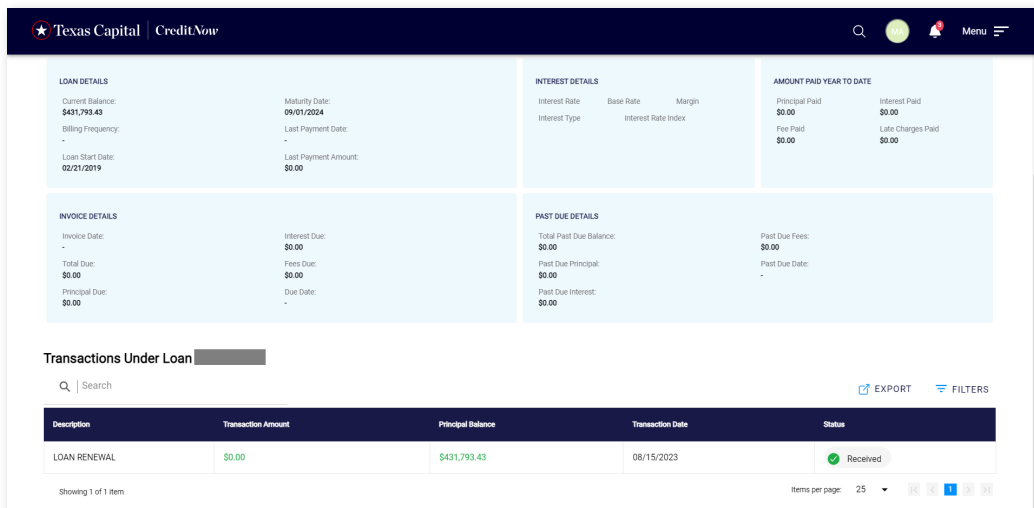 Texas Capital | CreditNow
MA
3
Menu
LOAN DETAILS
Current Balance:
$431,793.43
Maturity Date:
09/01/2024
Billing Frequency:
-
Last Payment Date:
-
Loan Start Date:
02/21/2019
Last Payment Amount:
$0.00
INTEREST DETAILS
Interest Rate Base Rate Margin
Interest Type Interest Rate Index
AMOUNT PAID YEAR TO DATE
Principal Paid
$0.00
Interest Paid
$0.00
Fee Paid
$0.00
Late Charges Paid
$0.00
INVOICE DETAILS
Invoice Date:
-
Interest Due:
$0.00
Total Due:
$0.00
Fees Due:
$0.00
Principal Due:
$0.00
Due Date:
-
PAST DUE DETAILS
Total Past Due Balance:
$0.00
Past Due Fees:
$0.00
Past Due Principal:
$0.00
Past Due Date:
-
Past Due Interest:
$0.00
Transactions Under Loan
Search
EXPORT FILTERS
Description Transaction Amount Principal Balance Transaction Date Status
LOAN RENEWAL $0.00 $431,793.43 08/15/2023 Received
Showing 1 of 1 item Items per page: 25 1